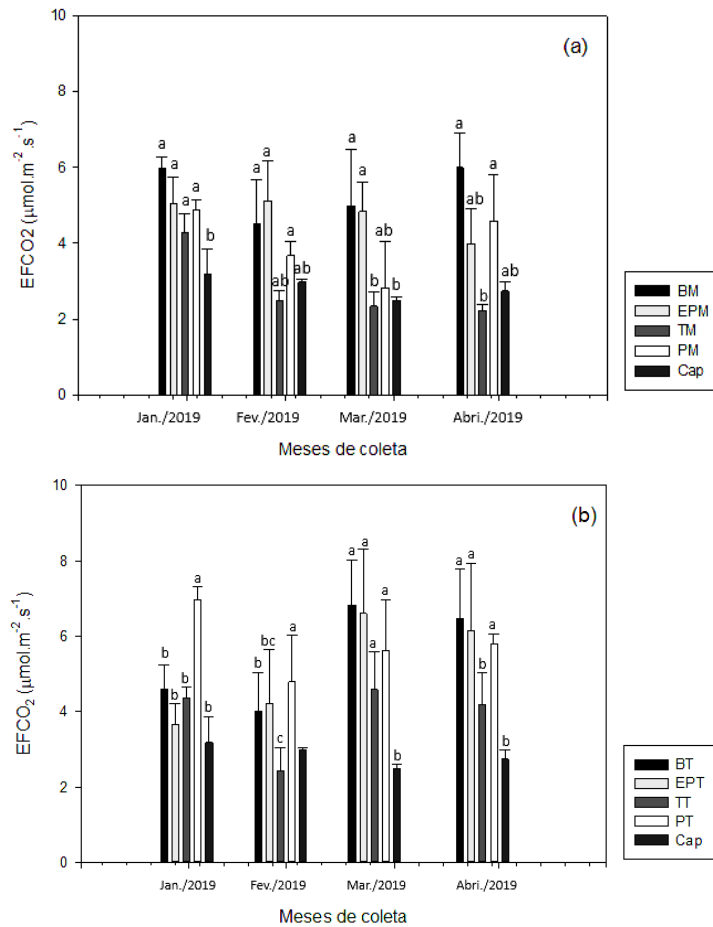 10
(a)
8
6
4
2
0
EFCO2 (μmol.m⁻².s⁻¹)
a a a a b
a a ab a ab
a a b ab b
a ab b a ab
Jan./2019 Fev./2019 Mar./2019 Abri./2019
Meses de coleta
BM
EPM
TM
PM
Cap
10
(b)
8
6
4
2
0
EFCO₂ (μmol.m⁻².s⁻¹)
b b b a b
b bc c a
a a a a b
a a b a b
Jan./2019 Fev./2019 Mar./2019 Abri./2019
Meses de coleta
BT
EPT
TT
PT
Cap